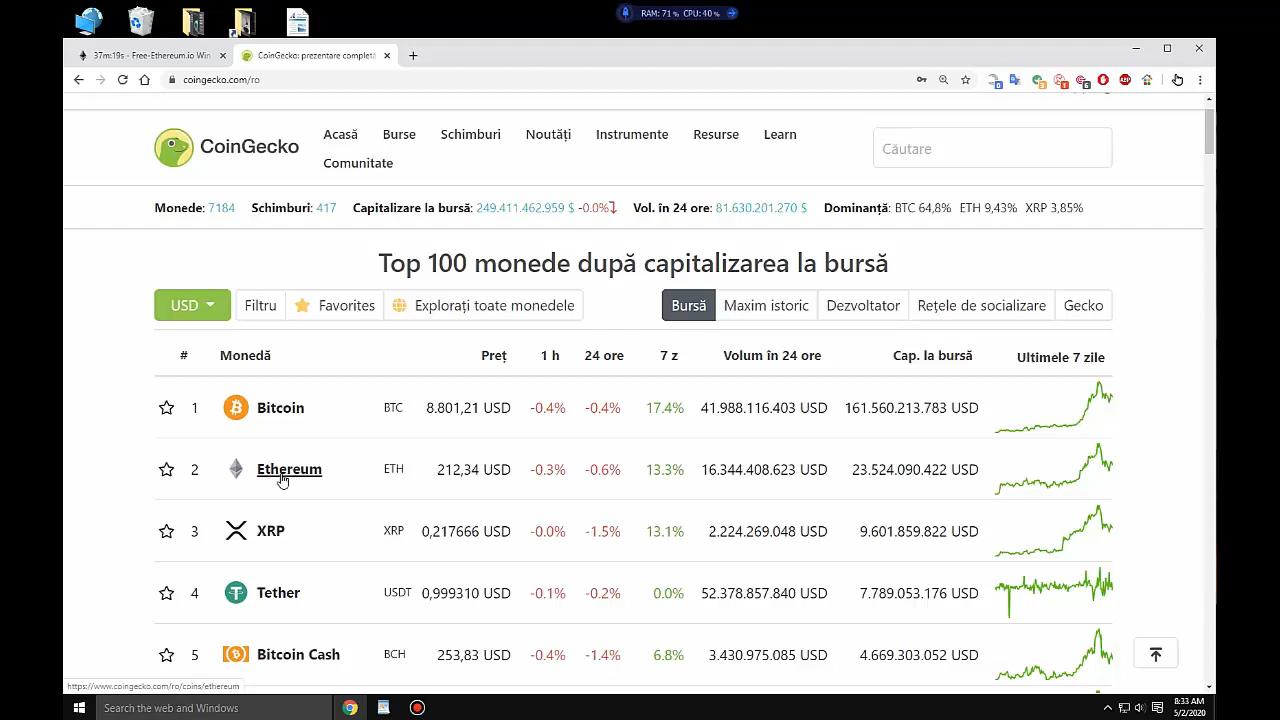 RAM: 71% CPU: 40%
37m:19s - Free-Ethereum.io Win
CoinGecko: prezentare completă
coingecko.com/ro
CoinGecko
Acasă Burse Schimburi Noutăți Instrumente Resurse Learn
Comunitate
Căutare
Monede: 7184 Schimburi: 417 Capitalizare la bursă: 249.411.462.959 $ -0.0% Vol. în 24 ore: 81.630.201.270 $ Dominanță: BTC 64,8% ETH 9,43% XRP 3,85%
Top 100 monede după capitalizarea la bursă
USD Filtru Favorites Explorați toate monedele Bursă Maxim istoric Dezvoltator Rețele de socializare Gecko
# Monedă Preț 1 h 24 ore 7 z Volum în 24 ore Cap. la bursă Ultimele 7 zile
1 Bitcoin BTC 8.801,21 USD -0.4% -0.4% 17.4% 41.988.116.403 USD 161.560.213.783 USD
2 Ethereum ETH 212,34 USD -0.3% -0.6% 13.3% 16.344.408.623 USD 23.524.090.422 USD
3 XRP XRP 0,217666 USD -0.0% -1.5% 13.1% 2.224.269.048 USD 9.601.859.822 USD
4 Tether USDT 0,999310 USD -0.1% -0.2% 0.0% 52.378.857.840 USD 7.789.053.176 USD
5 Bitcoin Cash BCH 253,83 USD -0.4% -1.4% 6.8% 3.430.975.085 USD 4.669.303.052 USD
https://www.coingecko.com/ro/coins/ethereum
Search the web and Windows
8:33 AM
5/2/2020